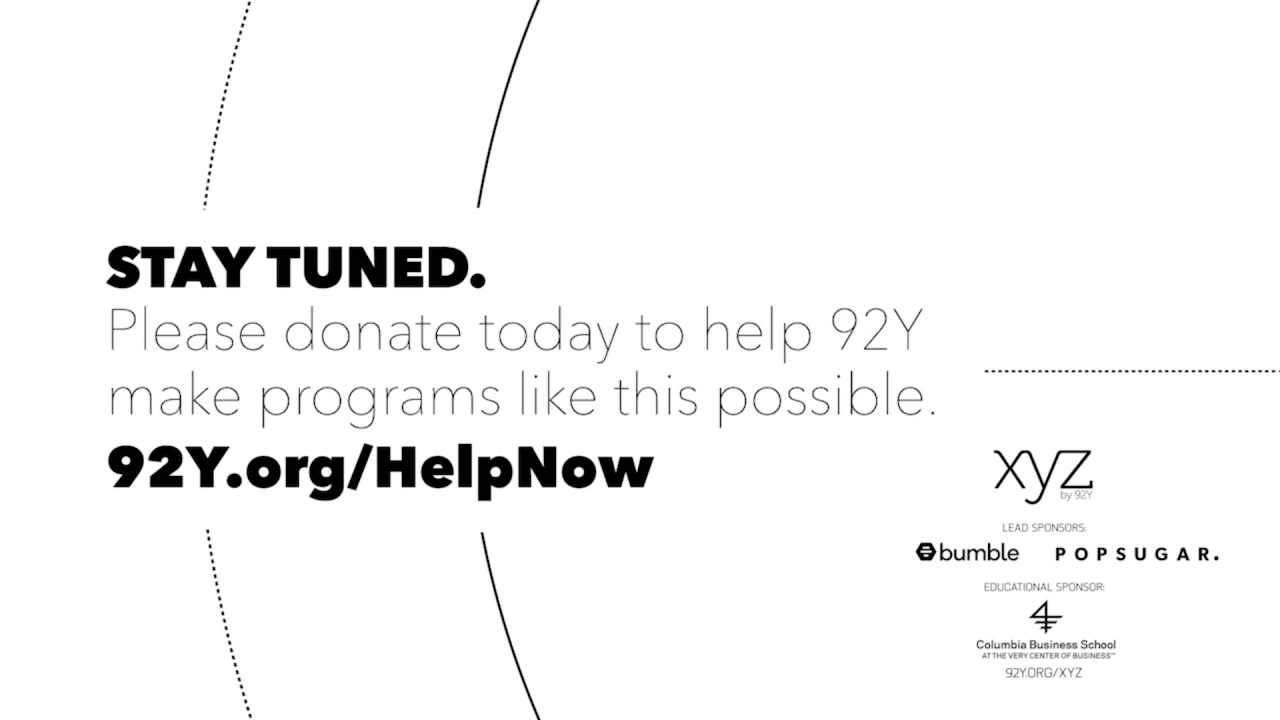 STAY TUNED.
Please donate today to help 92Y
make programs like this possible.
92Y.org/HelpNow
xyz
by 92Y
LEAD SPONSORS:
bumble POPSUGAR.
EDUCATIONAL SPONSOR:
Columbia Business School
AT THE VERY CENTER OF BUSINESS™
92Y.ORG/XYZ